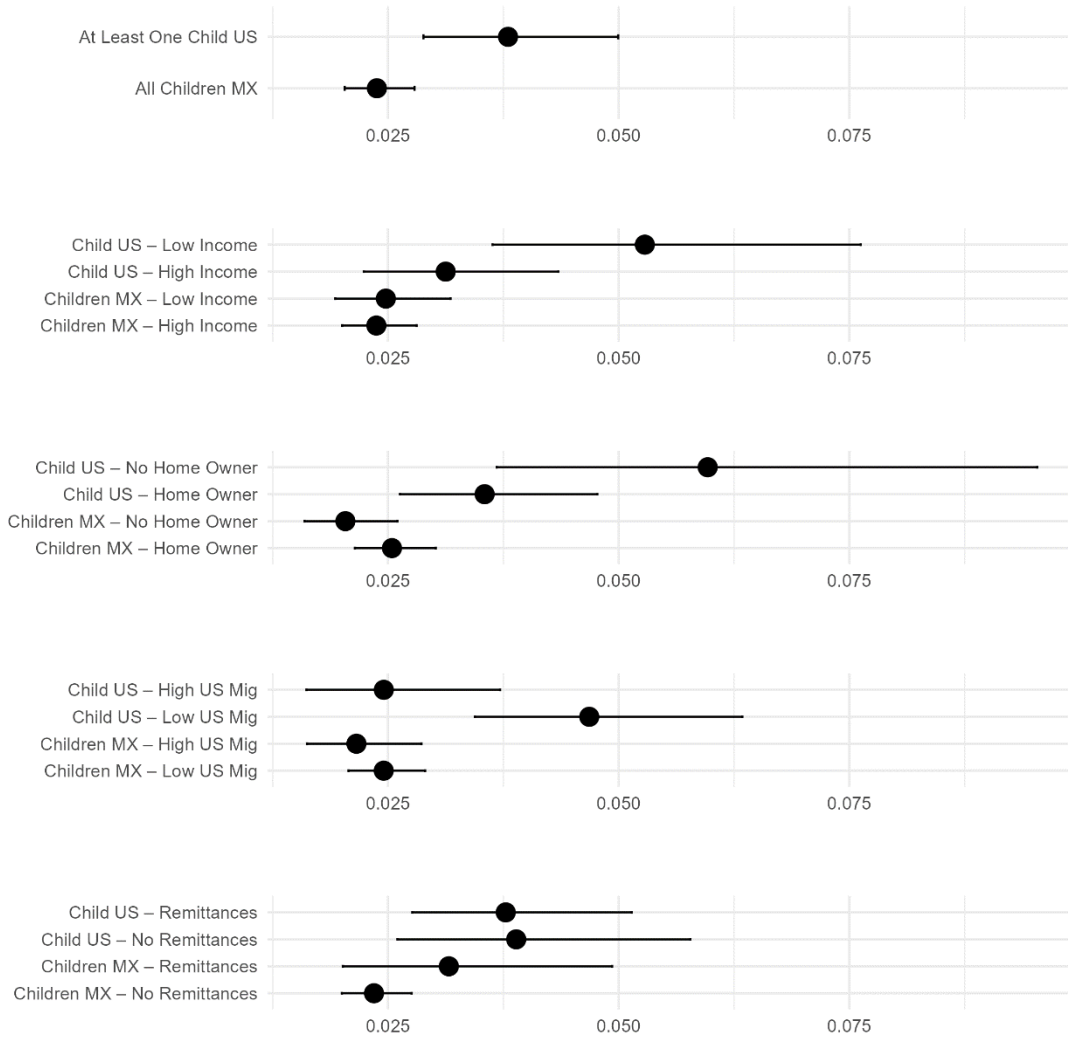 At Least One Child US
All Children MX
0.025 0.050 0.075
Child US – Low Income
Child US – High Income
Children MX – Low Income
Children MX – High Income
0.025 0.050 0.075
Child US – No Home Owner
Child US – Home Owner
Children MX – No Home Owner
Children MX – Home Owner
0.025 0.050 0.075
Child US – High US Mig
Child US – Low US Mig
Children MX – High US Mig
Children MX – Low US Mig
0.025 0.050 0.075
Child US – Remittances
Child US – No Remittances
Children MX – Remittances
Children MX – No Remittances
0.025 0.050 0.075